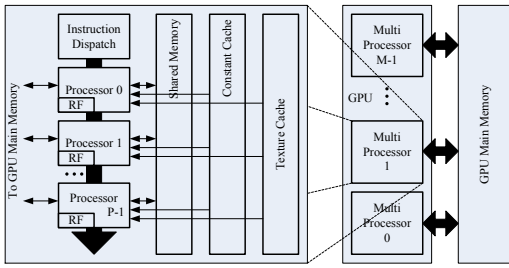 To GPU Main Memory
Instruction
Dispatch
Processor 0
RF
Processor 1
RF
Processor
P-1
RF
Shared Memory
Constant Cache
Texture Cache
Multi
Processor
M-1
GPU
Multi
Processor
1
Multi
Processor
0
GPU Main Memory